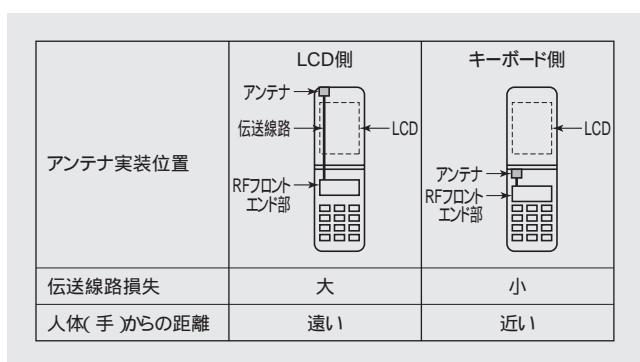 LCD側
キーボード側
アンテナ実装位置
アンテナ
伝送線路
LCD
RFフロント
エンド部
LCD
アンテナ
RFフロント
エンド部
伝送線路損失
大
小
人体(手)からの距離
遠い
近い